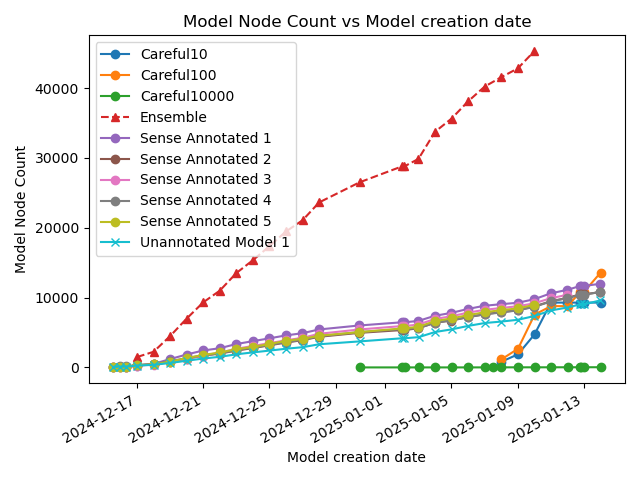 Model Node Count vs Model creation date
Model Node Count
40000
30000
20000
10000
0
Careful10
Careful100
Careful10000
Ensemble
Sense Annotated 1
Sense Annotated 2
Sense Annotated 3
Sense Annotated 4
Sense Annotated 5
Unannotated Model 1
2024-12-17
2024-12-21
2024-12-25
2024-12-29
2025-01-01
2025-01-05
2025-01-09
2025-01-13
Model creation date